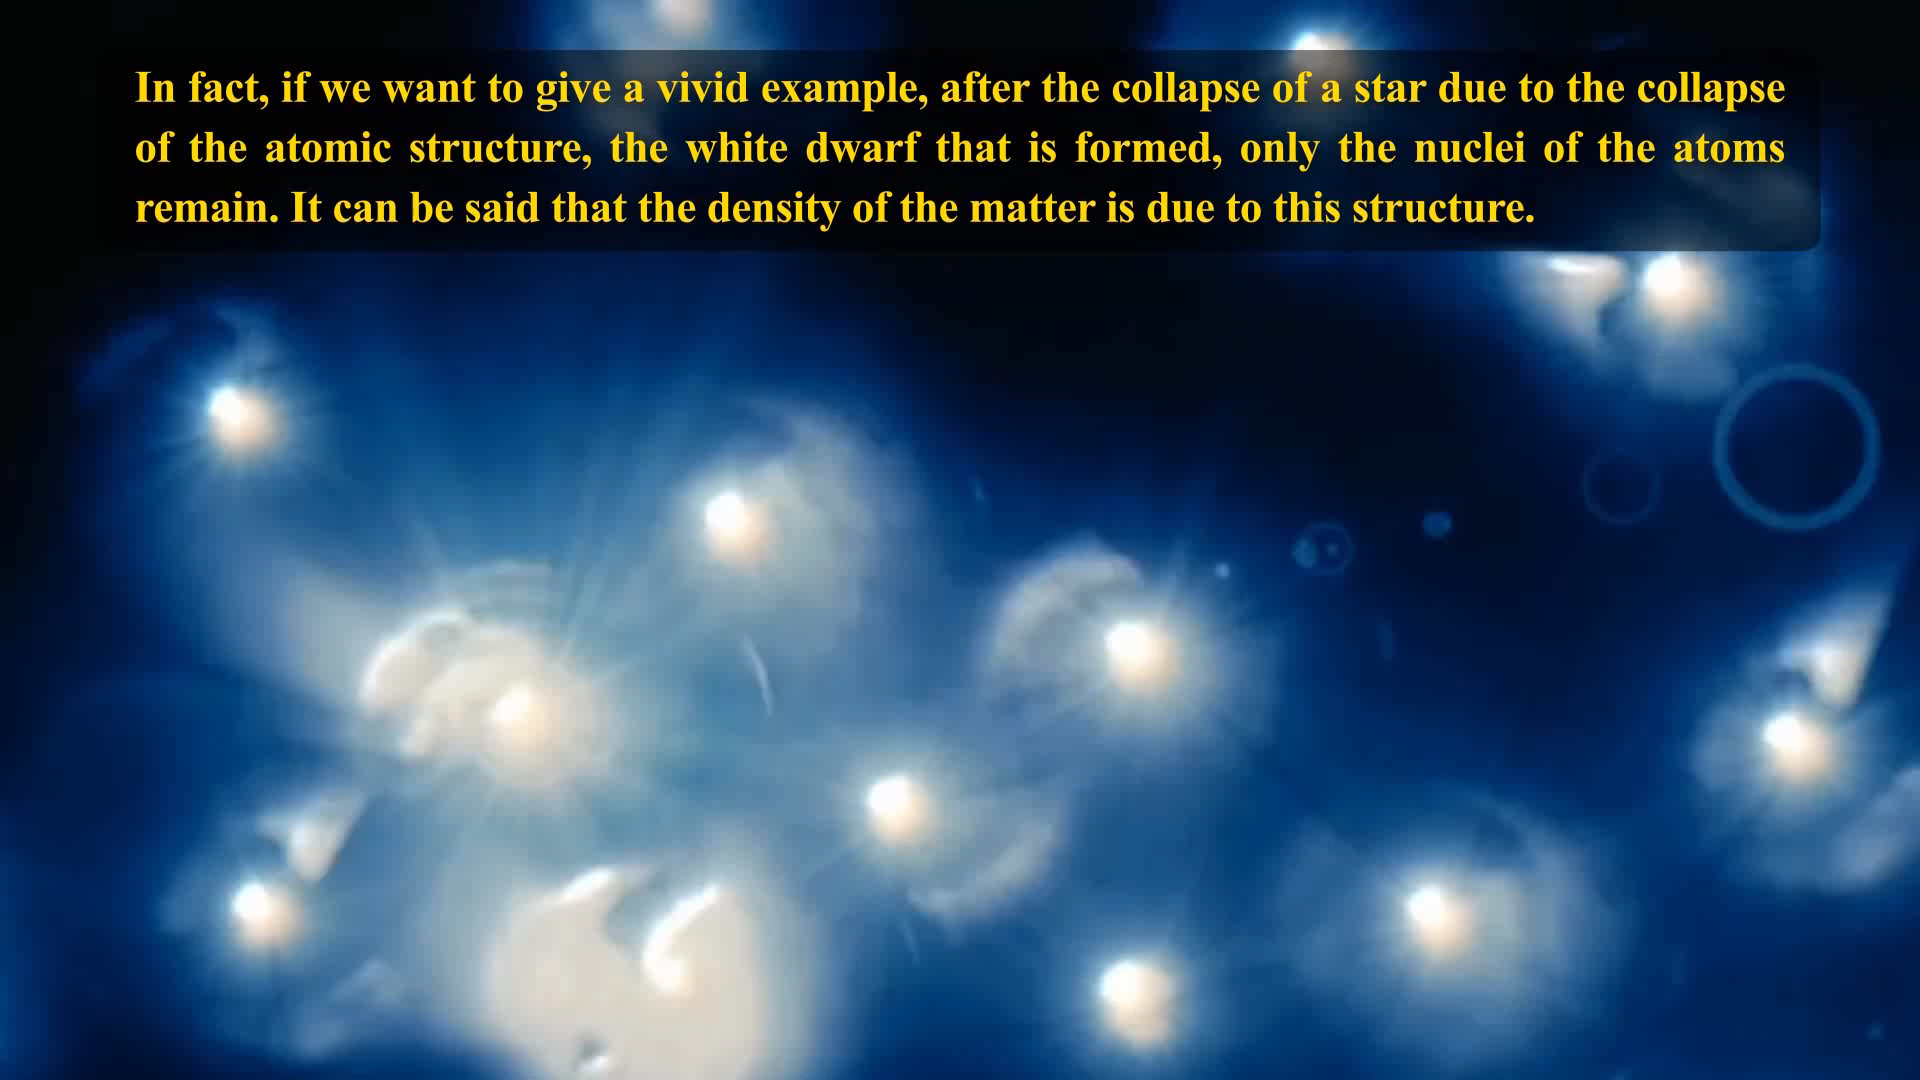 In fact, if we want to give a vivid example, after the collapse of a star due to the collapse
of the atomic structure, the white dwarf that is formed, only the nuclei of the atoms
remain. It can be said that the density of the matter is due to this structure.